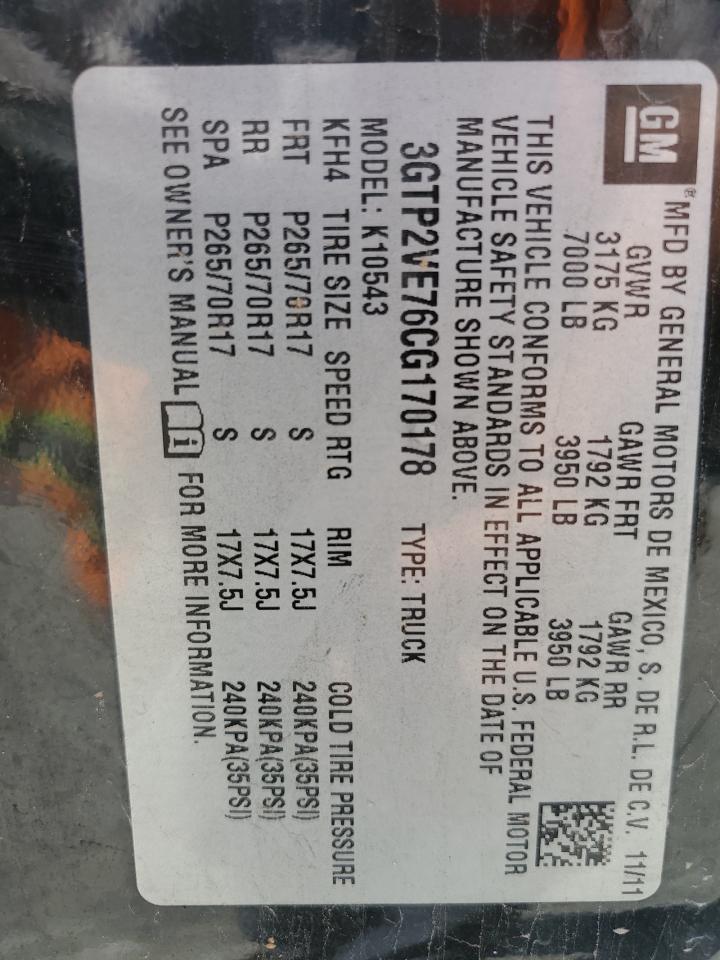 GM ® MFD BY GENERAL MOTORS DE MEXICO, S. DE R.L. DE C.V. 11/11
GVWR GAWR FRT GAWR RR
3175 KG 1792 KG 1792 KG
7000 LB 3950 LB 3950 LB
THIS VEHICLE CONFORMS TO ALL APPLICABLE U.S. FEDERAL MOTOR
VEHICLE SAFETY STANDARDS IN EFFECT ON THE DATE OF
MANUFACTURE SHOWN ABOVE.
3GTP2VE76CG170178 TYPE: TRUCK
MODEL: K10543
KFH4 TIRE SIZE SPEED RTG RIM COLD TIRE PRESSURE
FRT P265/70R17 S 17X7.5J 240KPA(35PSI)
RR P265/70R17 S 17X7.5J 240KPA(35PSI)
SPA P265/70R17 S 17X7.5J 240KPA(35PSI)
SEE OWNER'S MANUAL i FOR MORE INFORMATION.